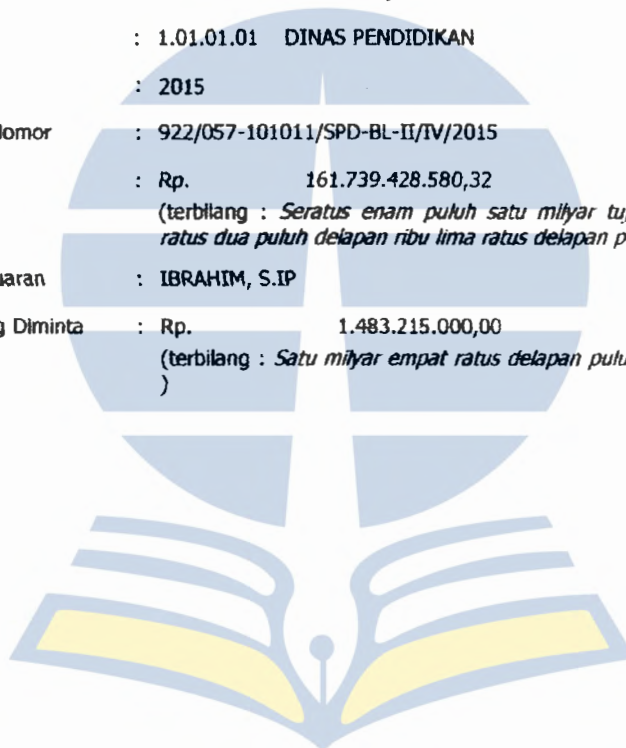 : 1.01.01.01 DINAS PENDIDIKAN
: 2015
omor : 922/057-101011/SPD-BL-II/IV/2015
: Rp. 161.739.428.580,32
(terbilang : Seratus enam puluh satu milyar tu
ratus dua puluh delapan ribu lima ratus delapan p
uaran : IBRAHIM, S.IP
g Diminta : Rp. 1.483.215.000,00
(terbilang : Satu milyar empat ratus delapan pulu
)